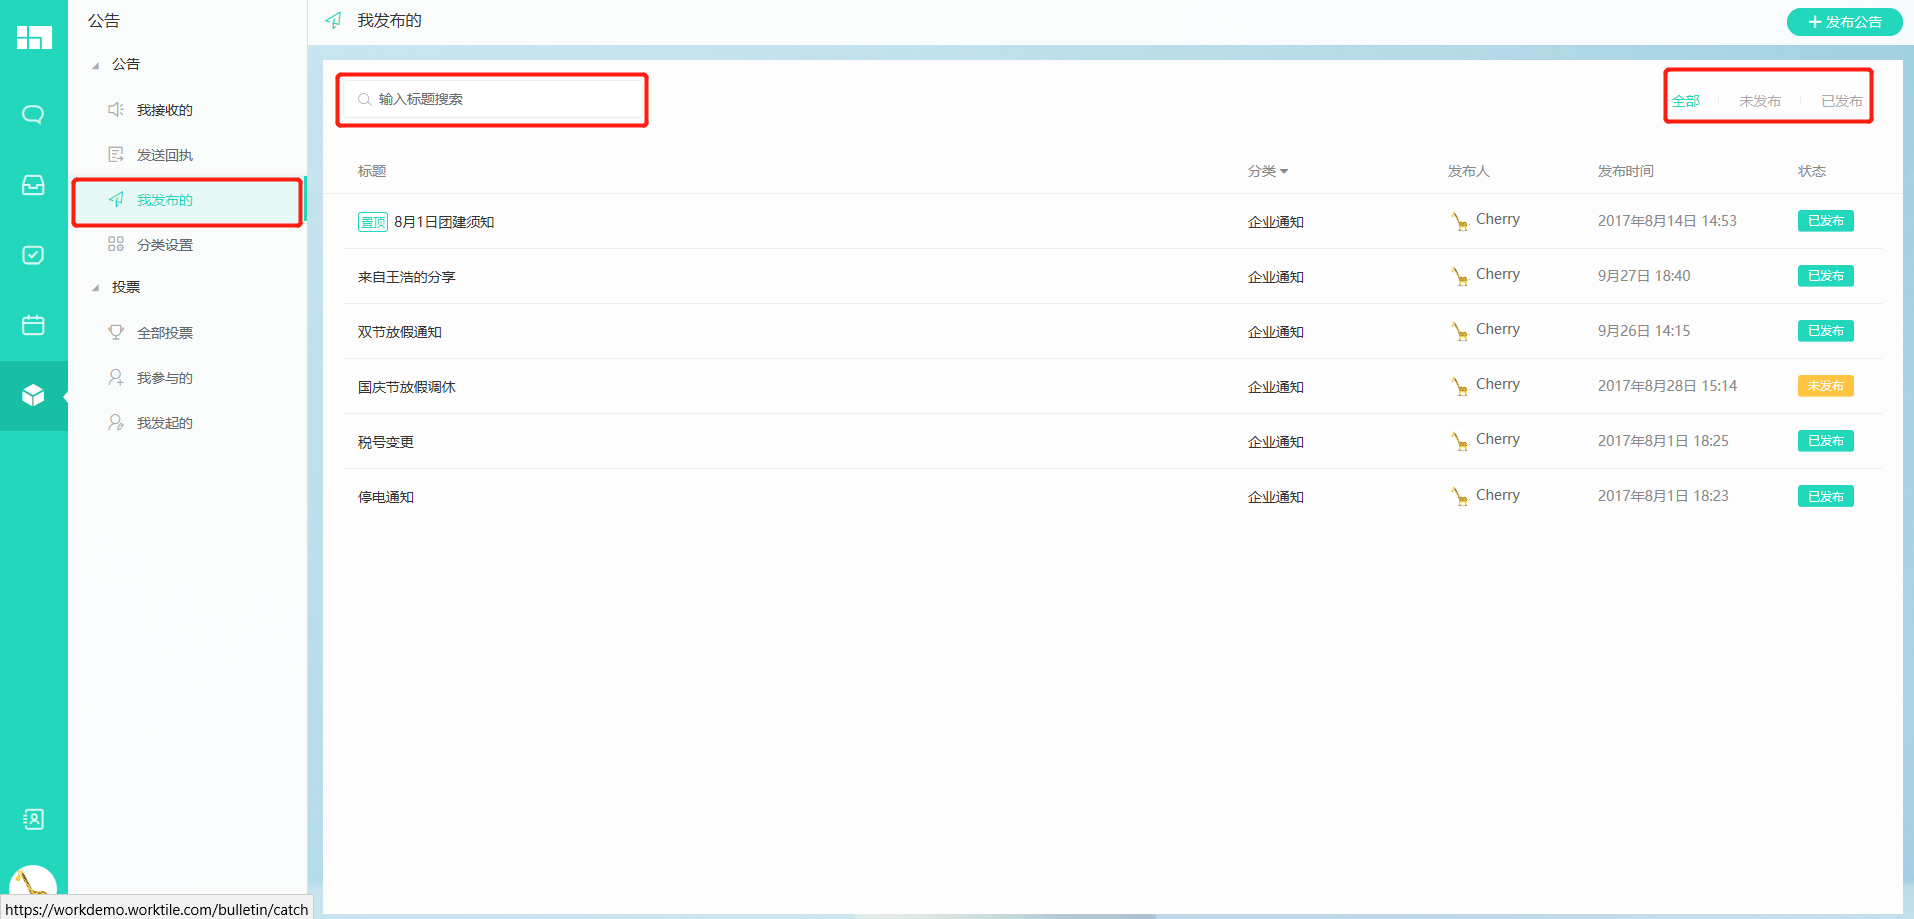 公告
公告
我接收的
发送回执
我发布的
分类设置
投票
全部投票
我参与的
我发起的
我发布的
发布公告
输入标题搜索
全部 未发布 已发布
标题 分类 发布人 发布时间 状态
置顶 8月1日团建须知 企业通知 Cherry 2017年8月14日 14:53 已发布
来自王浩的分享 企业通知 Cherry 9月27日 18:40 已发布
双节放假通知 企业通知 Cherry 9月26日 14:15 已发布
国庆节放假调休 企业通知 Cherry 2017年8月28日 15:14 未发布
税号变更 企业通知 Cherry 2017年8月1日 18:25 已发布
停电通知 企业通知 Cherry 2017年8月1日 18:23 已发布
https://workdemo.worktile.com/bulletin/catch